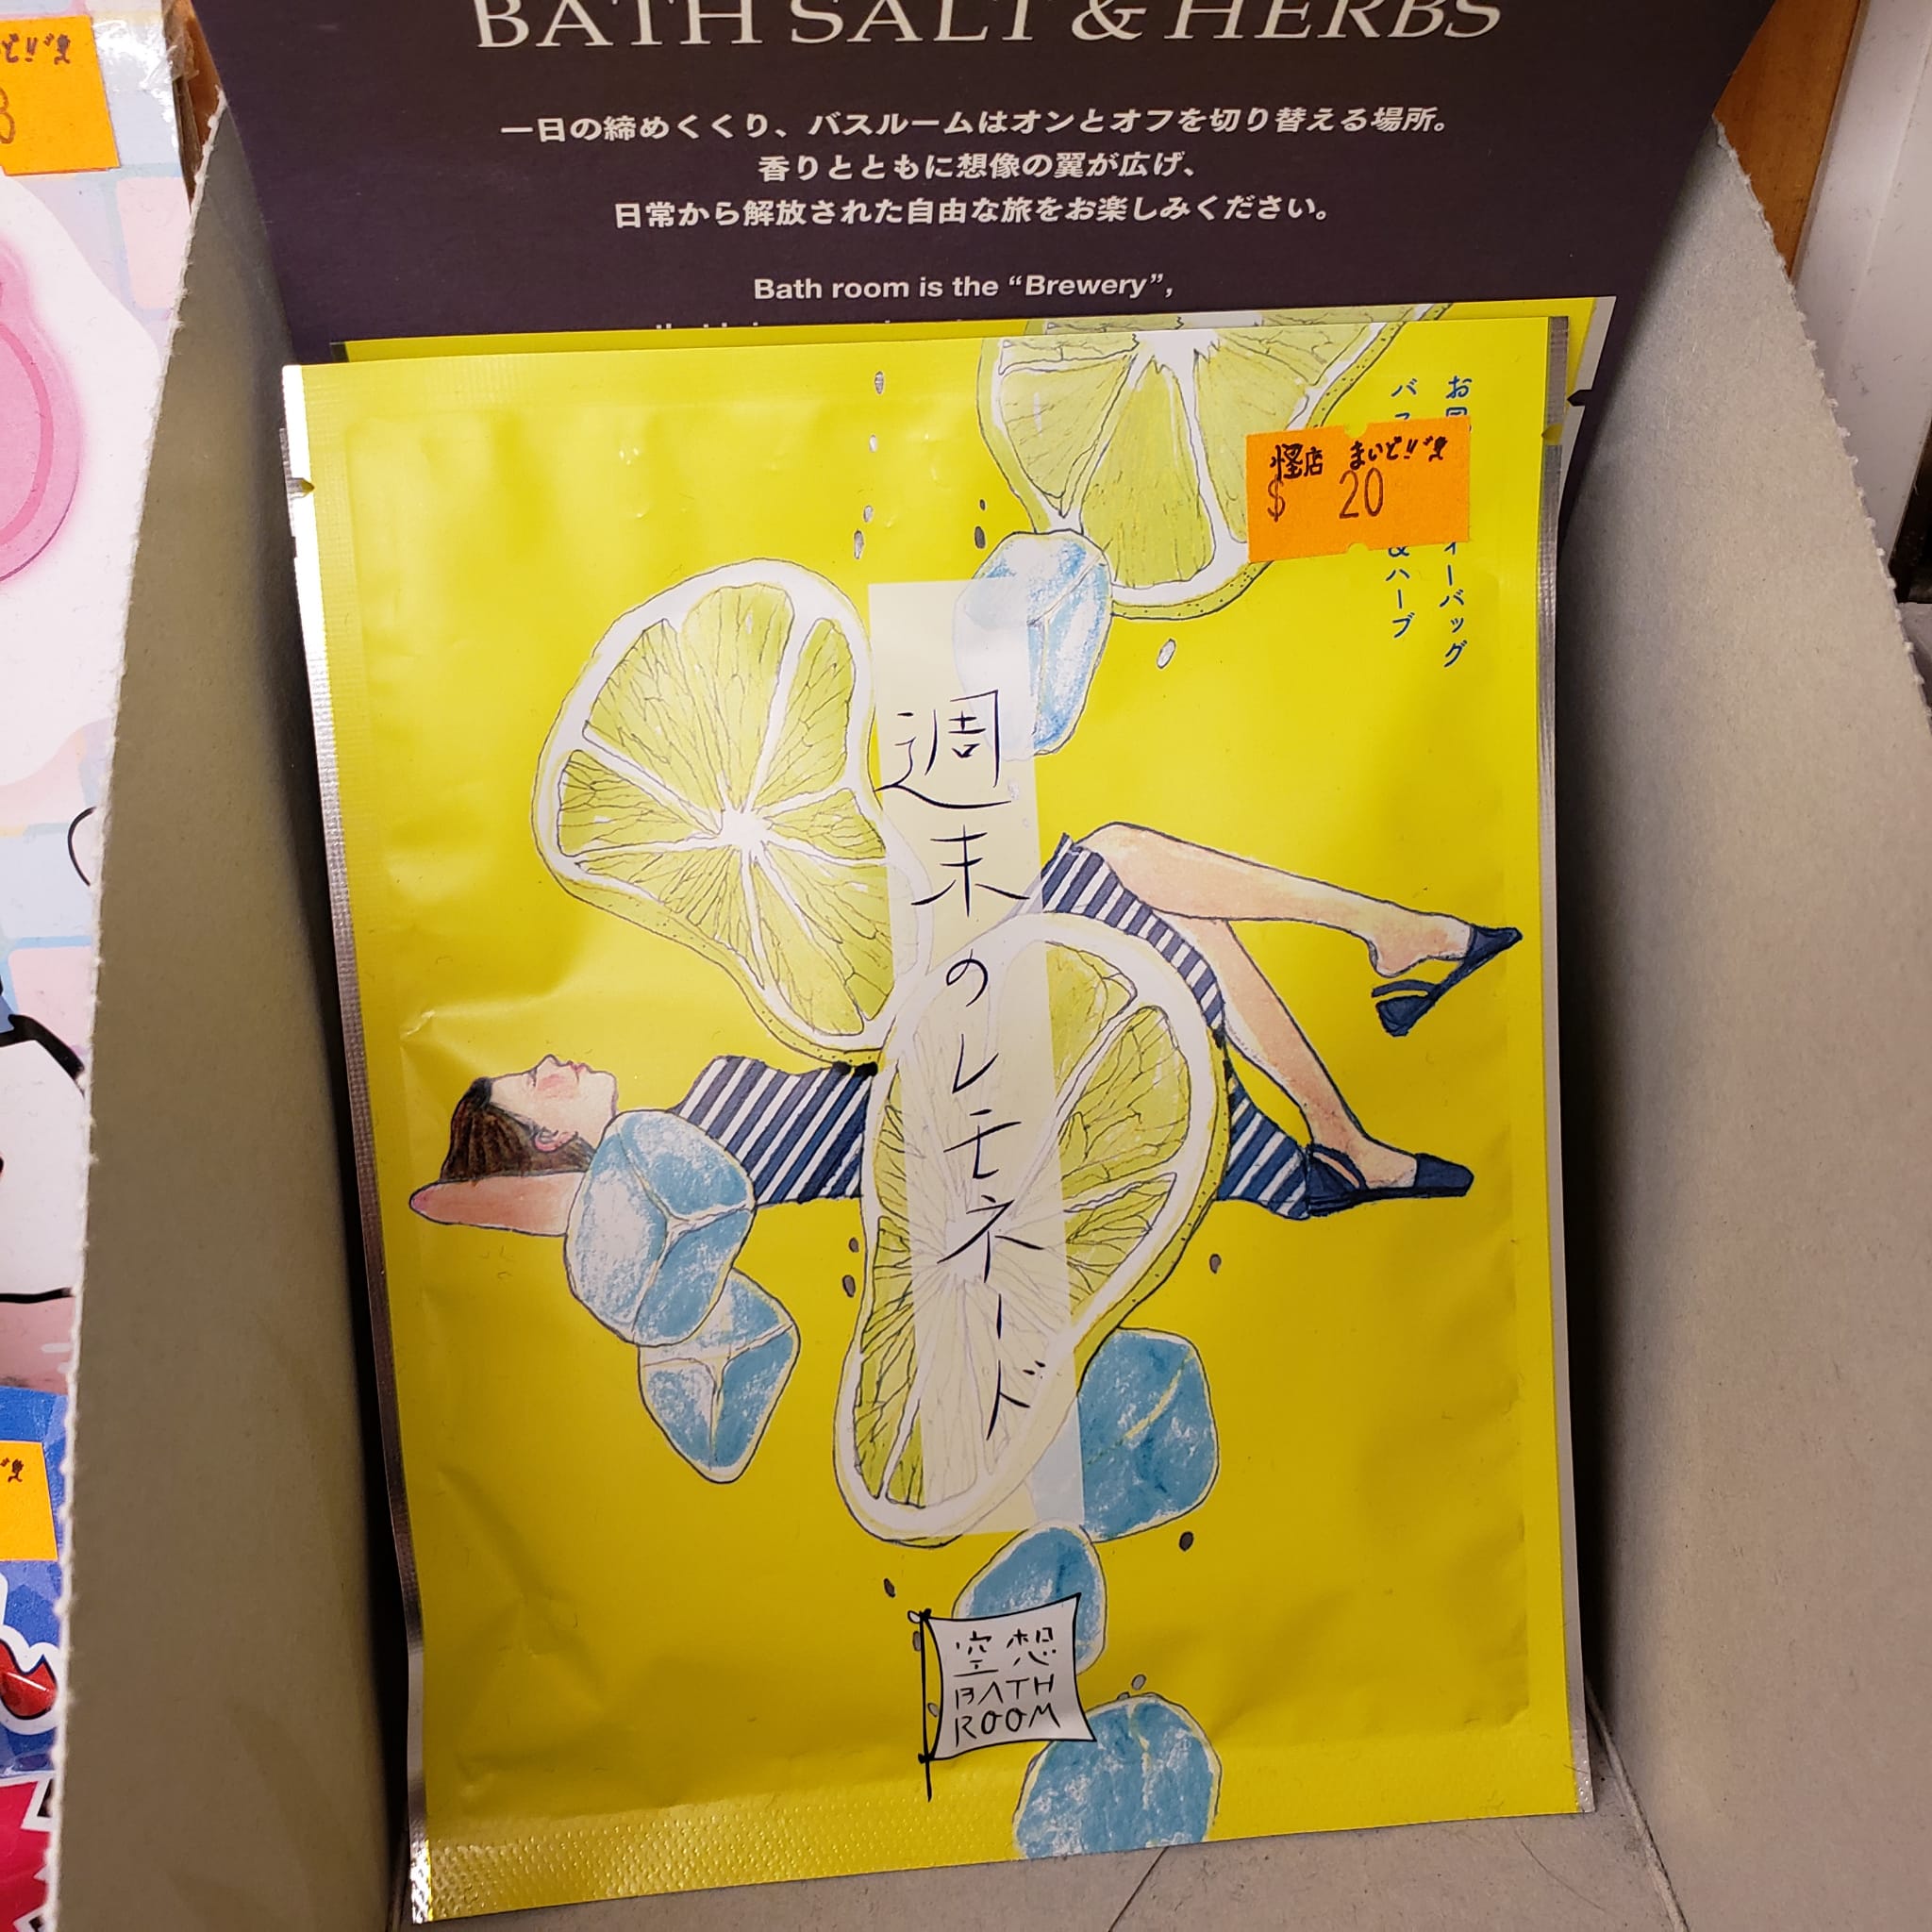 BATH SALT & HERBS
一日の締めくくり、バスルームはオンとオフを切り替える場所。
香りとともに想像の翼が広げ、
日常から解放された自由な旅をお楽しみください。
Bath room is the “Brewery”,
怪店 まいど!!
$ 20
ィーバッグ
&ハーブ
週末のレモネード
空想
BATH
ROOM